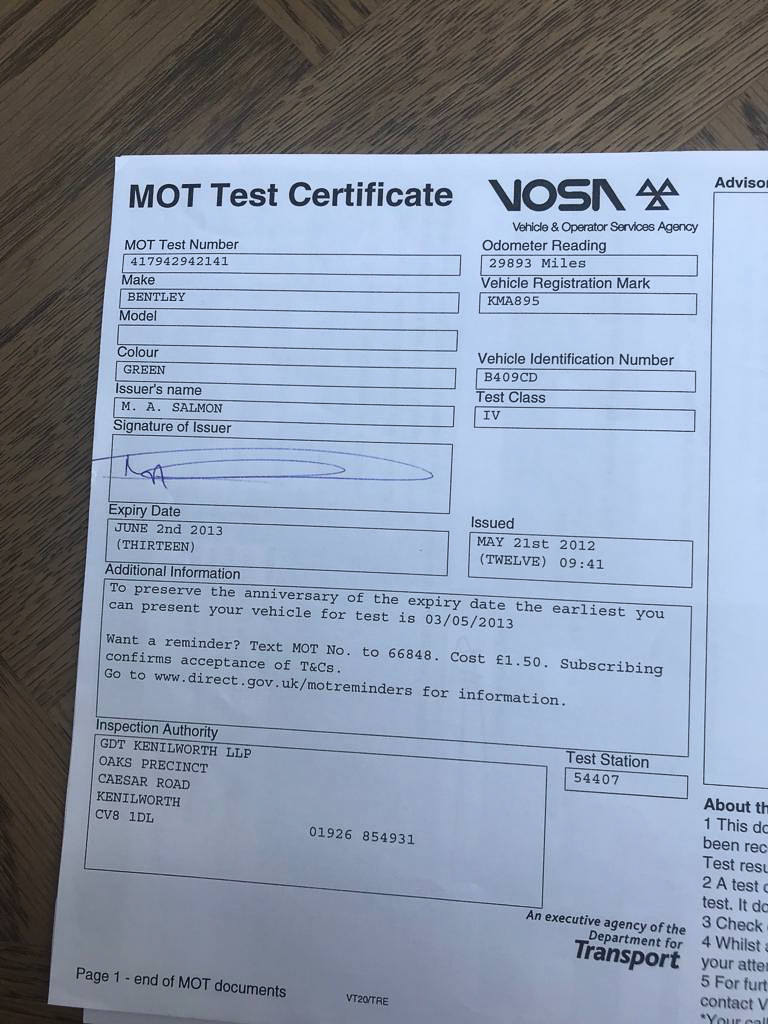 MOT Test Certificate
VOSA
Vehicle & Operator Services Agency
MOT Test Number
417942942141
Odometer Reading
29893 Miles
Make
BENTLEY
Vehicle Registration Mark
KMA895
Model
Colour
GREEN
Vehicle Identification Number
B409CD
Issuer's name
M. A. SALMON
Test Class
IV
Signature of Issuer
Expiry Date
JUNE 2nd 2013
(THIRTEEN)
Issued
MAY 21st 2012
(TWELVE) 09:41
Additional Information
To preserve the anniversary of the expiry date the earliest you
can present your vehicle for test is 03/05/2013
Want a reminder? Text MOT No. to 66848. Cost £1.50. Subscribing
confirms acceptance of T&Cs.
Go to www.direct.gov.uk/motreminders for information.
Inspection Authority
GDT KENILWORTH LLP
OAKS PRECINCT
CAESAR ROAD
KENILWORTH
CV8 1DL
01926 854931
Test Station
54407
An executive agency of the
Department for
Transport
Page 1 - end of MOT documents
VT20/TRE
Advisor
About th
1 This do
been rec
Test resu
2 A test c
test. It do
3 Check
4 Whilst a
your atte
5 For furt
contact V
*Your call